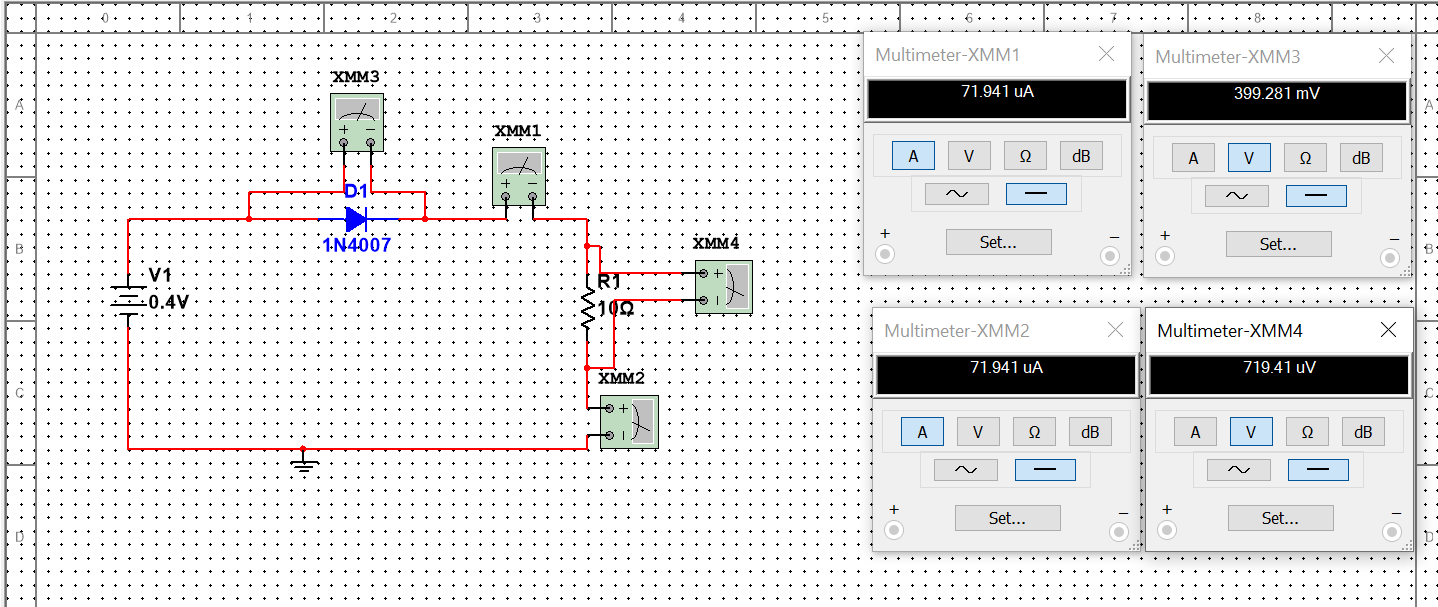 0 1 2 3 4 5 6 7 8
A
B
C
D
XMM3
+ −
XMM1
+ −
D1
1N4007
V1
0.4V
R1
10Ω
XMM4
+
−
XMM2
+
−
Multimeter-XMM1
71.941 uA
A V Ω dB
Set...
+ −
Multimeter-XMM3
399.281 mV
A V Ω dB
Set...
+ −
Multimeter-XMM2
71.941 uA
A V Ω dB
Set...
+ −
Multimeter-XMM4
719.41 uV
A V Ω dB
Set...
+ −
A
B
C
D